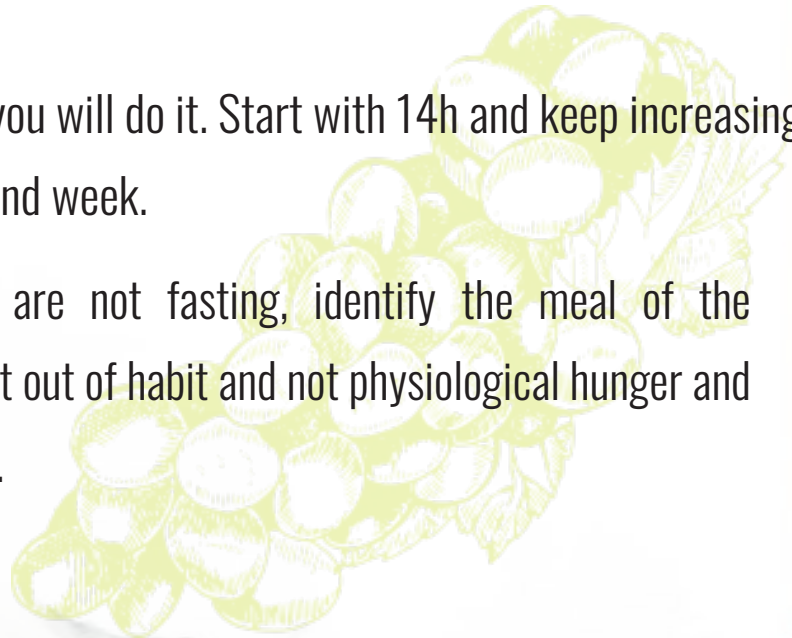 you will do it. Start with 14h and keep increasing
nd week.
are not fasting, identify the meal of the
t out of habit and not physiological hunger and
.